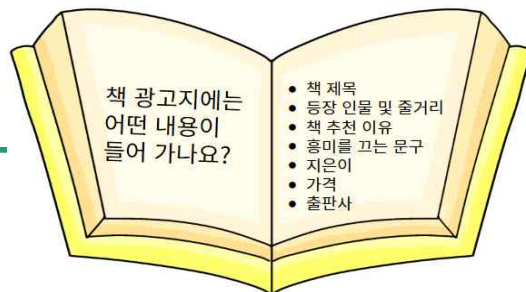 책 광고지에는
어떤 내용이
들어 가나요?
● 책 제목
● 등장 인물 및 줄거리
● 책 추천 이유
● 흥미를 끄는 문구
● 지은이
● 가격
● 출판사